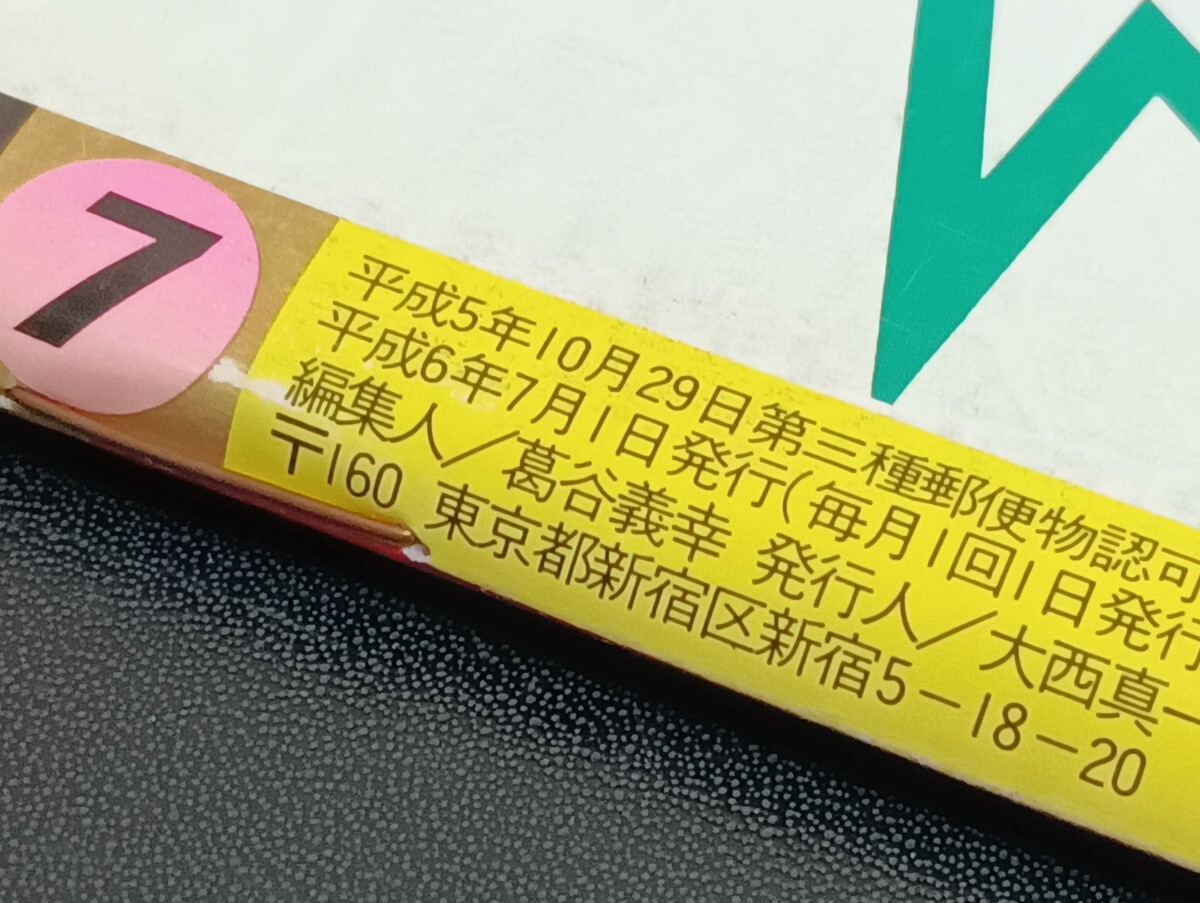 7
平成5年10月29日第三種郵便物認可
平成6年7月1日発行(毎月1回1日発行
編集人／葛谷義幸 発行人／大西真一
〒160 東京都新宿区新宿5−18−20